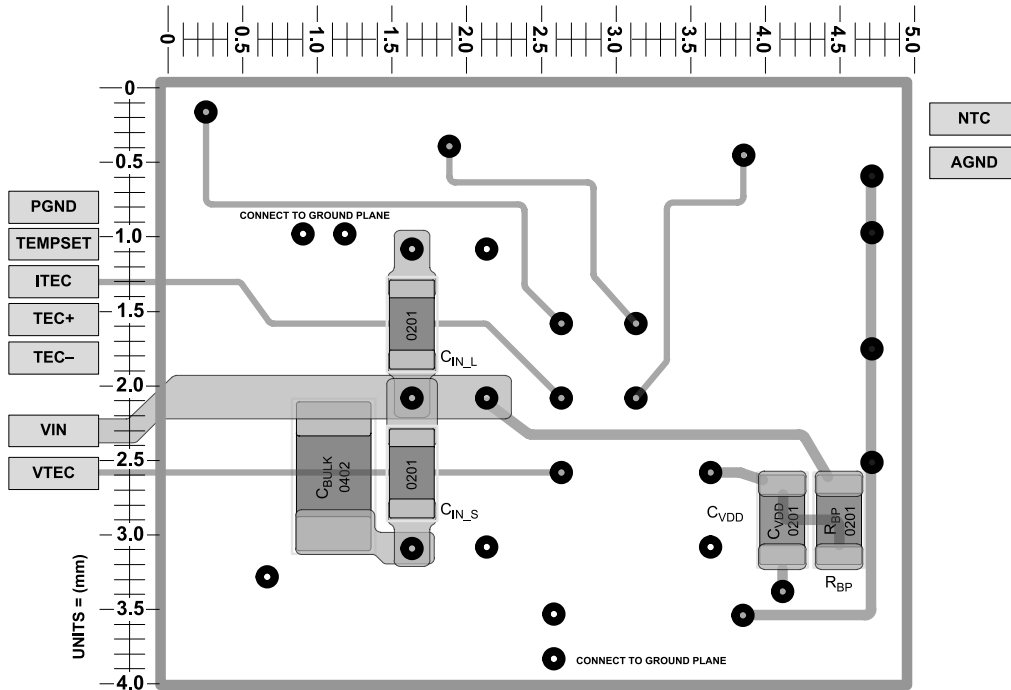 0 0.5 1.0 1.5 2.0 2.5 3.0 3.5 4.0 4.5 5.0
0
0.5
1.0
1.5
2.0
2.5
3.0
3.5
4.0
UNITS = (mm)
NTC
AGND
PGND
TEMPSET
ITEC
TEC+
TEC–
VIN
VTEC
CONNECT TO GROUND PLANE
0201
CIN_L
CBULK
0402
0201
CIN_S
CVDD
CVDD
0201
RBP
0201
RBP
CONNECT TO GROUND PLANE